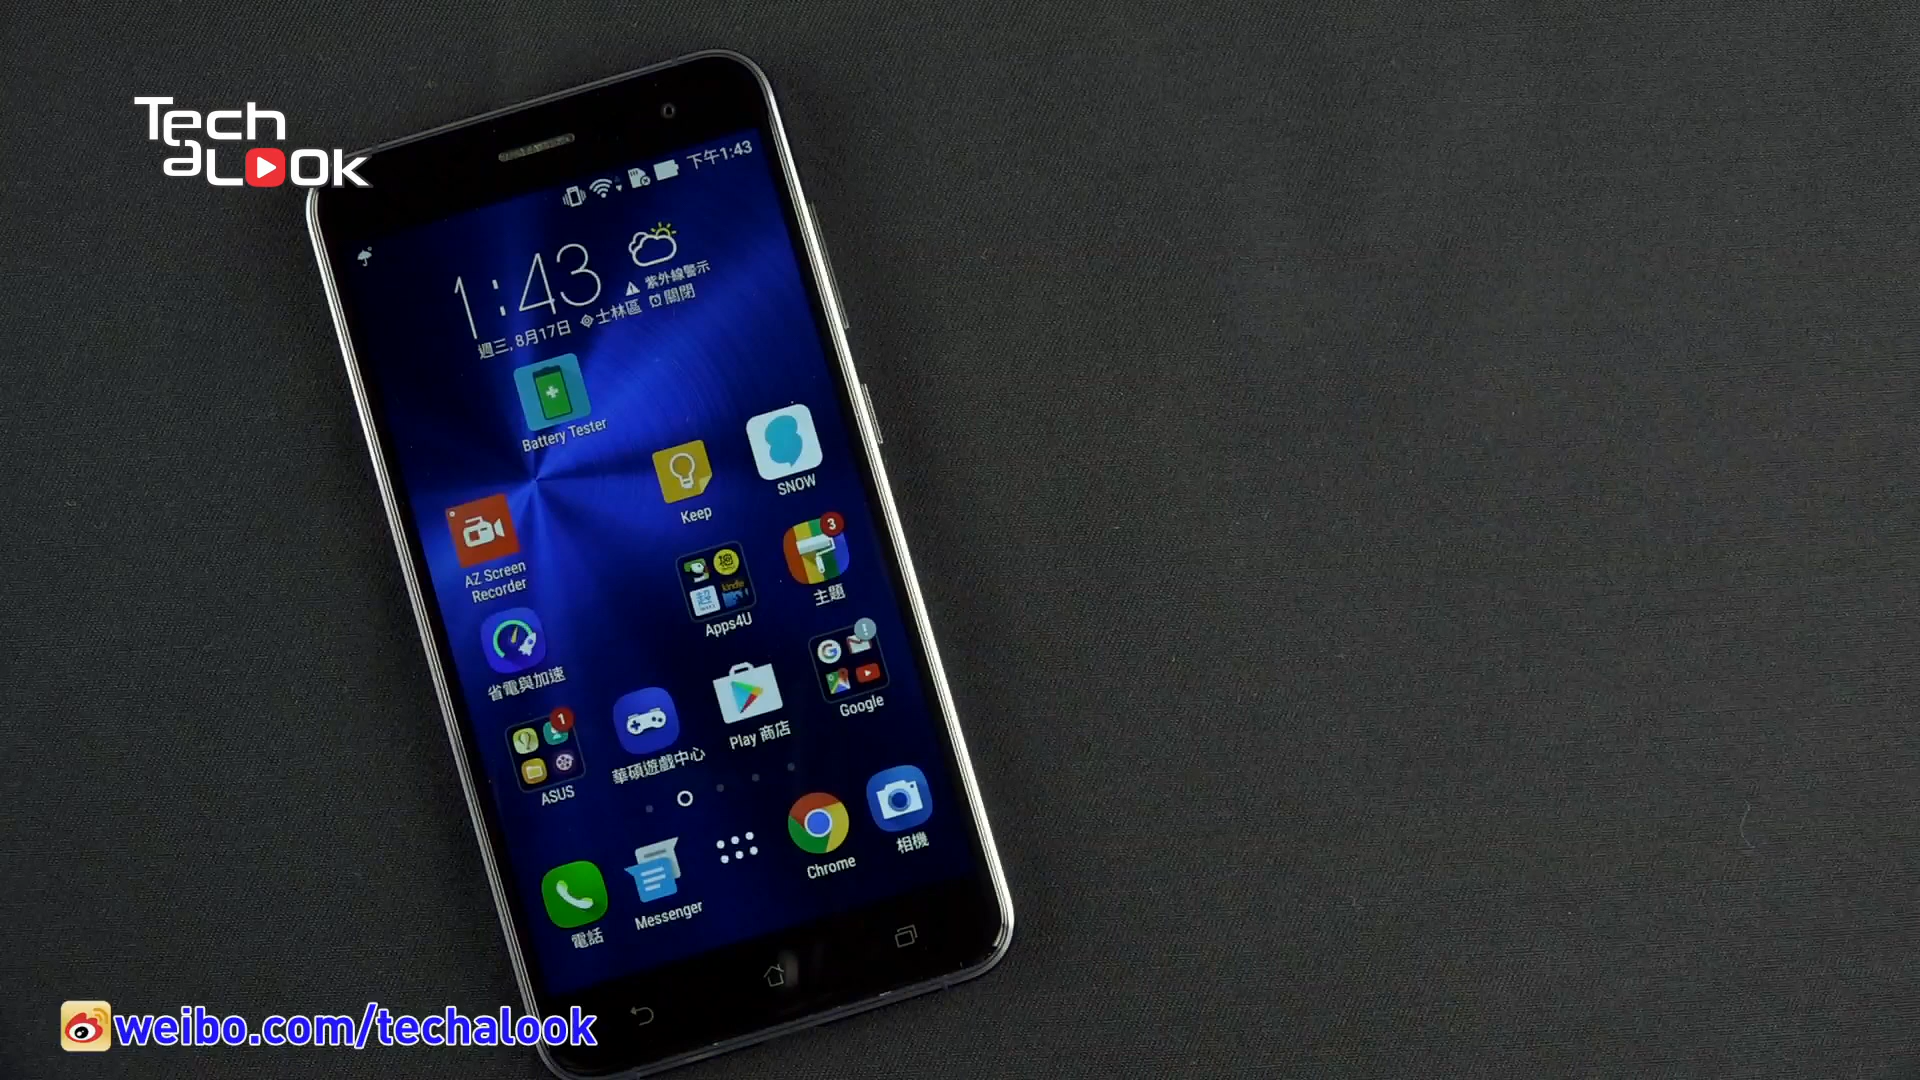 Tech
a Look
下午1:43
1:43
紫外線警示
週三, 8月17日 士林區 關閉
Battery Tester
SNOW
Keep
AZ Screen
Recorder
3
主題
Apps4U
省電與加速
Google
1
Play 商店
華碩遊戲中心
ASUS
Chrome
相機
Messenger
電話
weibo.com/techalook